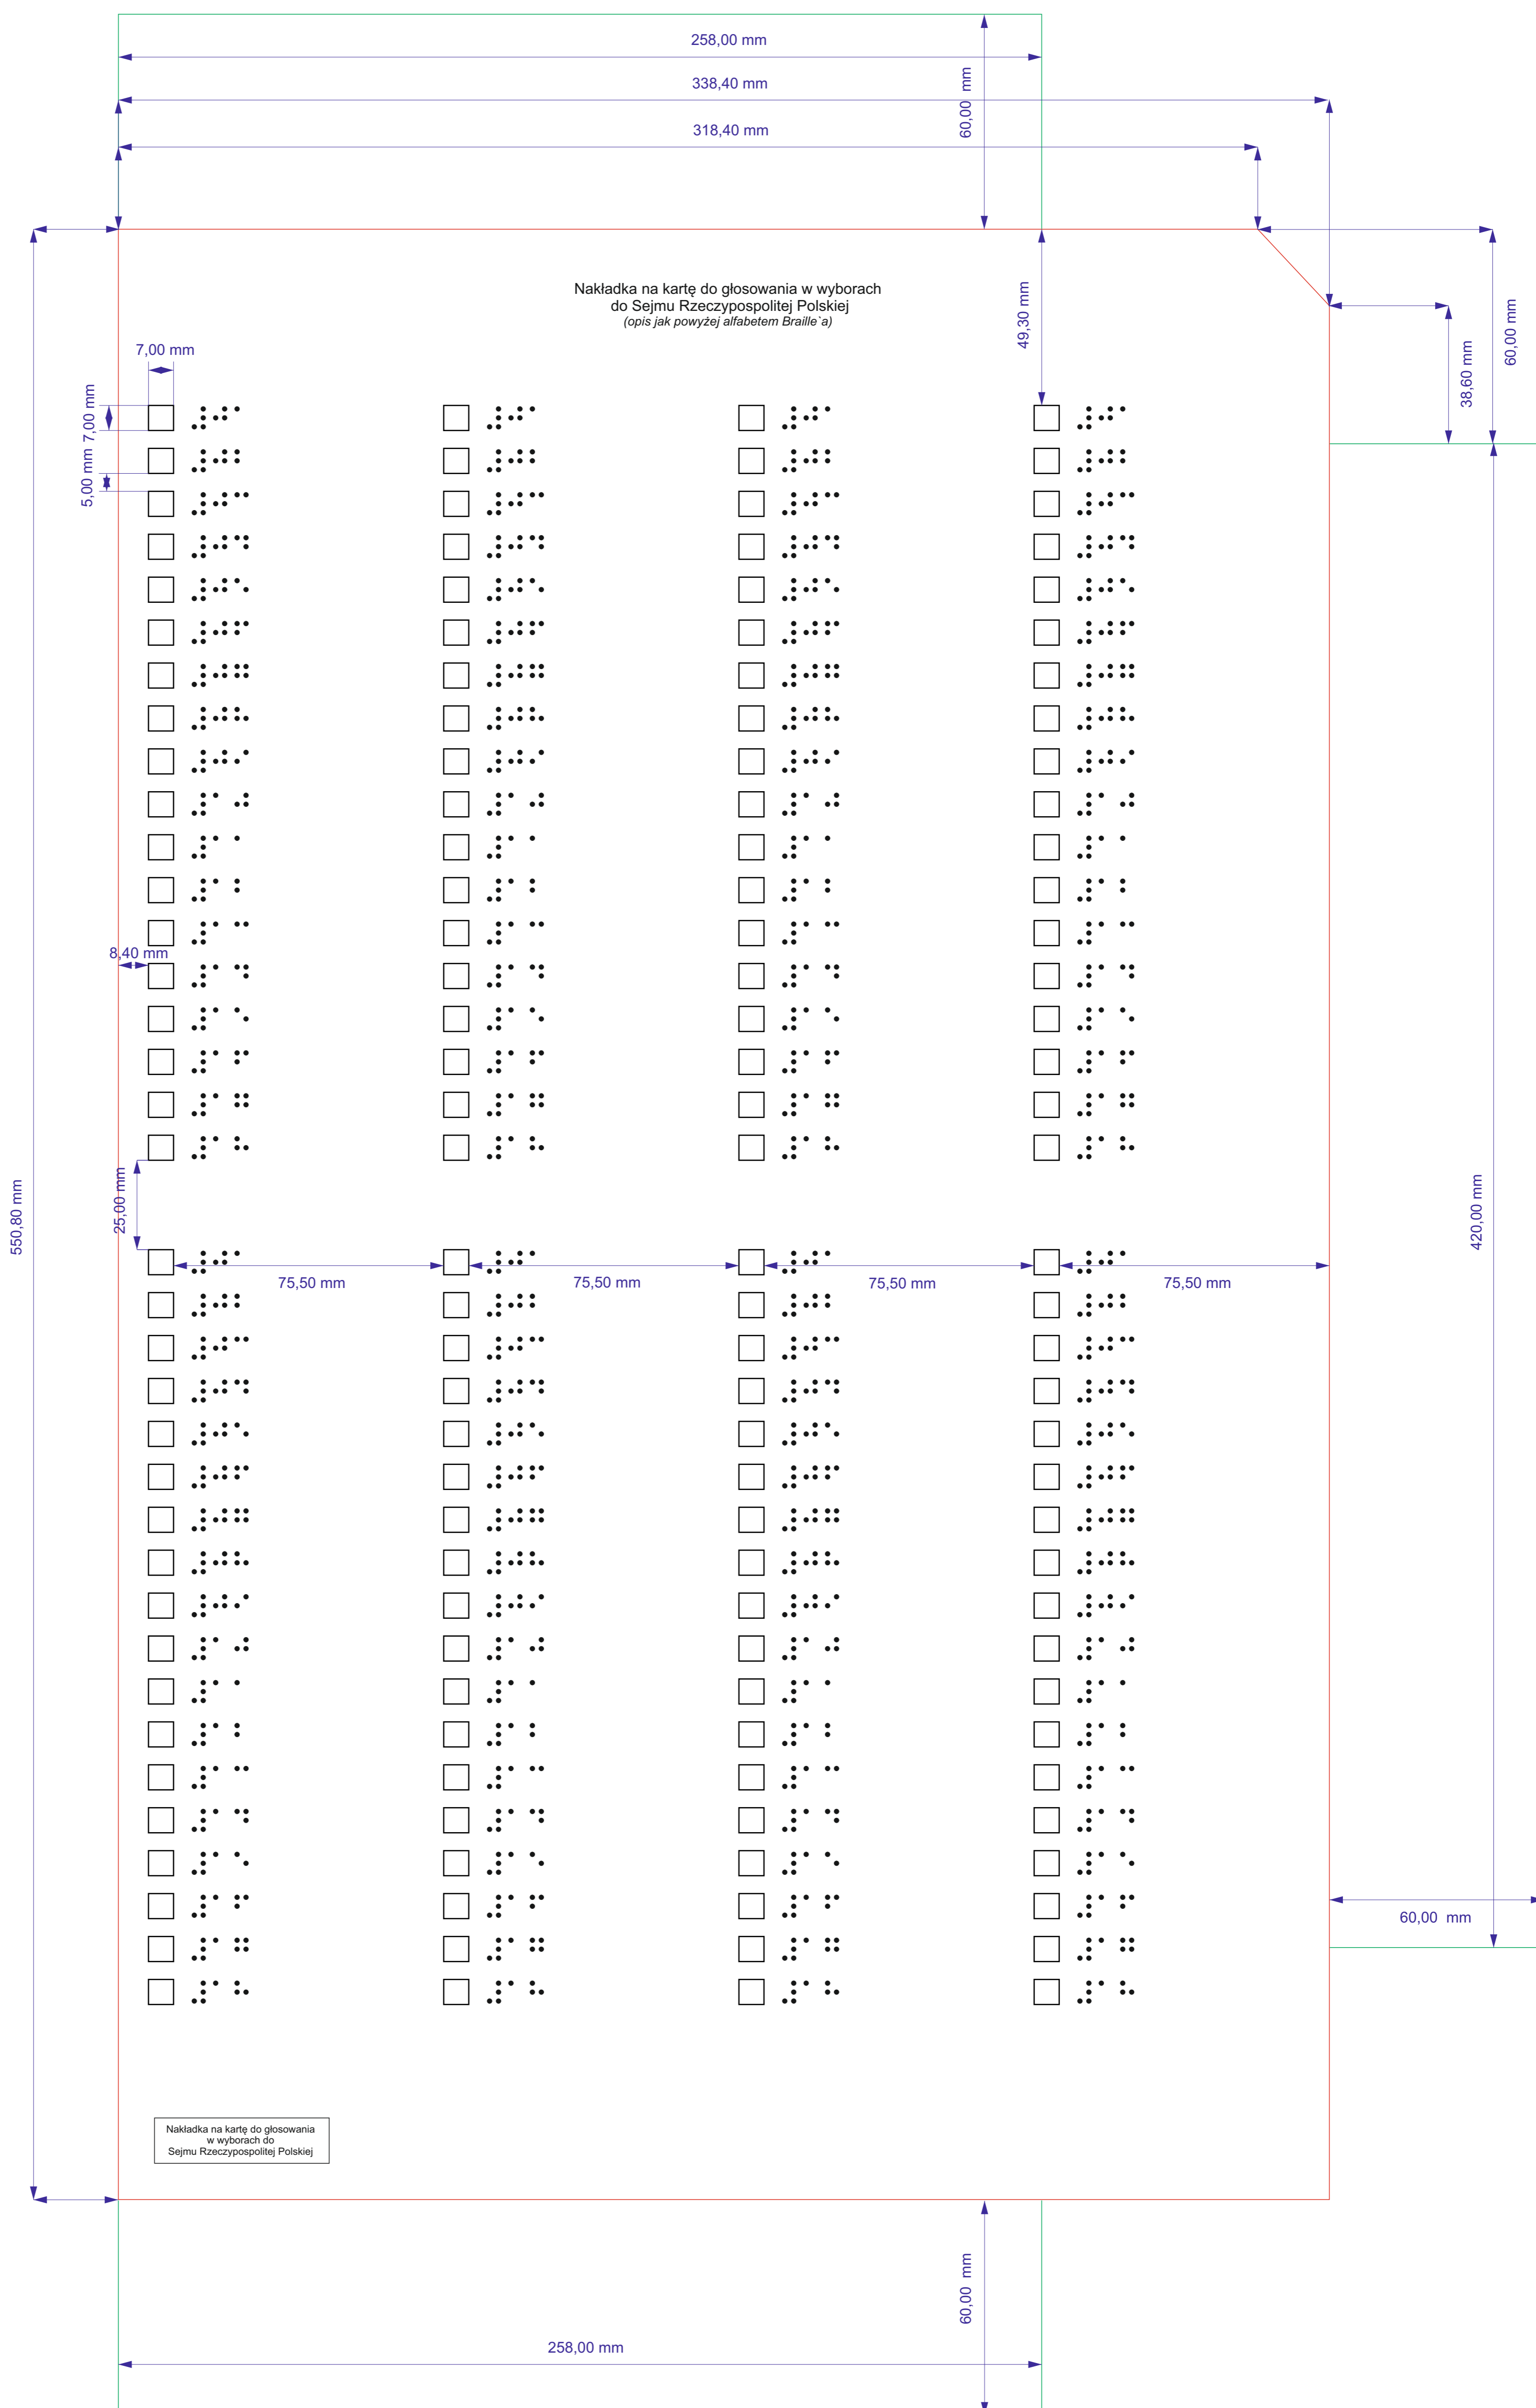 258,00 mm
338,40 mm
60,00 mm
318,40 mm
Nakładka na kartę do głosowania w wyborach
do Sejmu Rzeczypospolitej Polskiej
(opis jak powyżej alfabetem Braille`a)
49,30 mm
60,00 mm
38,60 mm
7,00 mm
7,00 mm
5,00 mm
⠼⠚⠁ ⠼⠚⠁ ⠼⠚⠁ ⠼⠚⠁
⠼⠚⠃ ⠼⠚⠃ ⠼⠚⠃ ⠼⠚⠃
⠼⠚⠉ ⠼⠚⠉ ⠼⠚⠉ ⠼⠚⠉
⠼⠚⠙ ⠼⠚⠙ ⠼⠚⠙ ⠼⠚⠙
⠼⠚⠑ ⠼⠚⠑ ⠼⠚⠑ ⠼⠚⠑
⠼⠚⠋ ⠼⠚⠋ ⠼⠚⠋ ⠼⠚⠋
⠼⠚⠛ ⠼⠚⠛ ⠼⠚⠛ ⠼⠚⠛
⠼⠚⠓ ⠼⠚⠓ ⠼⠚⠓ ⠼⠚⠓
⠼⠚⠊ ⠼⠚⠊ ⠼⠚⠊ ⠼⠚⠊
⠼⠁⠚ ⠼⠁⠚ ⠼⠁⠚ ⠼⠁⠚
⠼⠁⠁ ⠼⠁⠁ ⠼⠁⠁ ⠼⠁⠁
⠼⠁⠃ ⠼⠁⠃ ⠼⠁⠃ ⠼⠁⠃
⠼⠁⠉ ⠼⠁⠉ ⠼⠁⠉ ⠼⠁⠉
8,40 mm
⠼⠁⠙ ⠼⠁⠙ ⠼⠁⠙ ⠼⠁⠙
⠼⠁⠑ ⠼⠁⠑ ⠼⠁⠑ ⠼⠁⠑
⠼⠁⠋ ⠼⠁⠋ ⠼⠁⠋ ⠼⠁⠋
⠼⠁⠛ ⠼⠁⠛ ⠼⠁⠛ ⠼⠁⠛
⠼⠁⠓ ⠼⠁⠓ ⠼⠁⠓ ⠼⠁⠓
550,80 mm
25,00 mm
420,00 mm
⠼⠚⠁ ⠼⠚⠁ ⠼⠚⠁ ⠼⠚⠁
75,50 mm 75,50 mm 75,50 mm 75,50 mm
⠼⠚⠃ ⠼⠚⠃ ⠼⠚⠃ ⠼⠚⠃
⠼⠚⠉ ⠼⠚⠉ ⠼⠚⠉ ⠼⠚⠉
⠼⠚⠙ ⠼⠚⠙ ⠼⠚⠙ ⠼⠚⠙
⠼⠚⠑ ⠼⠚⠑ ⠼⠚⠑ ⠼⠚⠑
⠼⠚⠋ ⠼⠚⠋ ⠼⠚⠋ ⠼⠚⠋
⠼⠚⠛ ⠼⠚⠛ ⠼⠚⠛ ⠼⠚⠛
⠼⠚⠓ ⠼⠚⠓ ⠼⠚⠓ ⠼⠚⠓
⠼⠚⠊ ⠼⠚⠊ ⠼⠚⠊ ⠼⠚⠊
⠼⠁⠚ ⠼⠁⠚ ⠼⠁⠚ ⠼⠁⠚
⠼⠁⠁ ⠼⠁⠁ ⠼⠁⠁ ⠼⠁⠁
⠼⠁⠃ ⠼⠁⠃ ⠼⠁⠃ ⠼⠁⠃
⠼⠁⠉ ⠼⠁⠉ ⠼⠁⠉ ⠼⠁⠉
⠼⠁⠙ ⠼⠁⠙ ⠼⠁⠙ ⠼⠁⠙
⠼⠁⠑ ⠼⠁⠑ ⠼⠁⠑ ⠼⠁⠑
⠼⠁⠋ ⠼⠁⠋ ⠼⠁⠋ ⠼⠁⠋
60,00 mm
⠼⠁⠛ ⠼⠁⠛ ⠼⠁⠛ ⠼⠁⠛
⠼⠁⠓ ⠼⠁⠓ ⠼⠁⠓ ⠼⠁⠓
Nakładka na kartę do głosowania
w wyborach do
Sejmu Rzeczypospolitej Polskiej
60,00 mm
258,00 mm